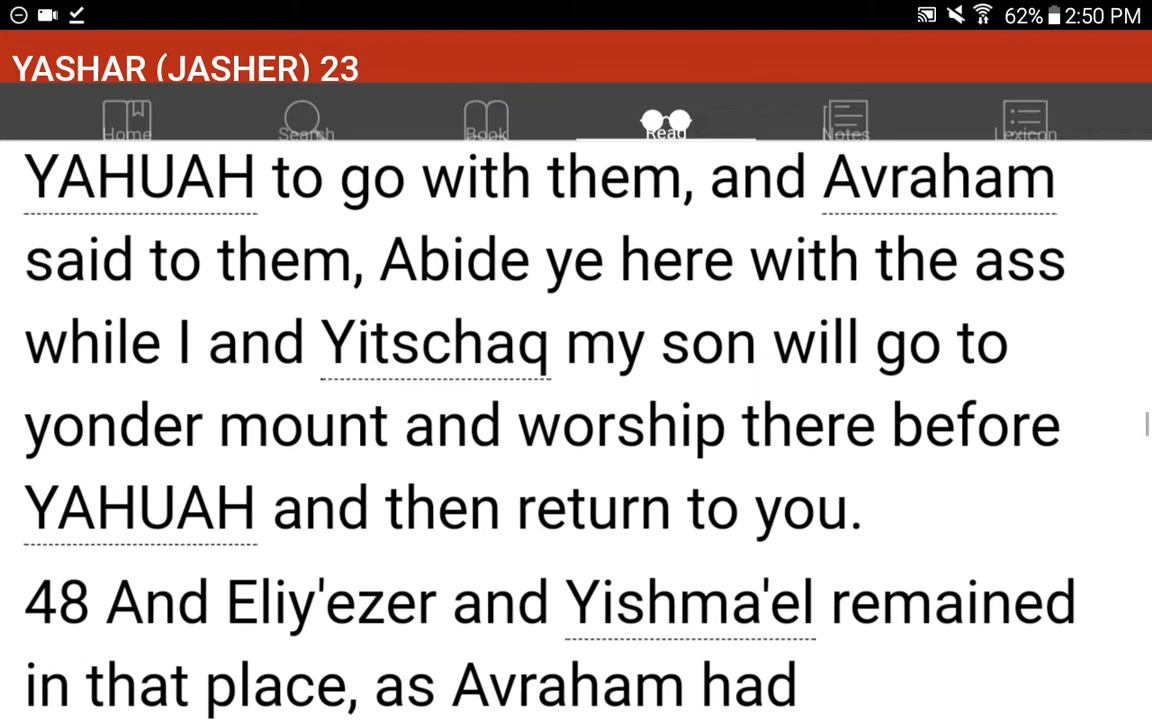 62% 2:50 PM
YASHAR (JASHER) 23
Home Search Book Read Notes Lexicon
YAHUAH to go with them, and Avraham
said to them, Abide ye here with the ass
while I and Yitschaq my son will go to
yonder mount and worship there before
YAHUAH and then return to you.
48 And Eliy'ezer and Yishma'el remained
in that place, as Avraham had